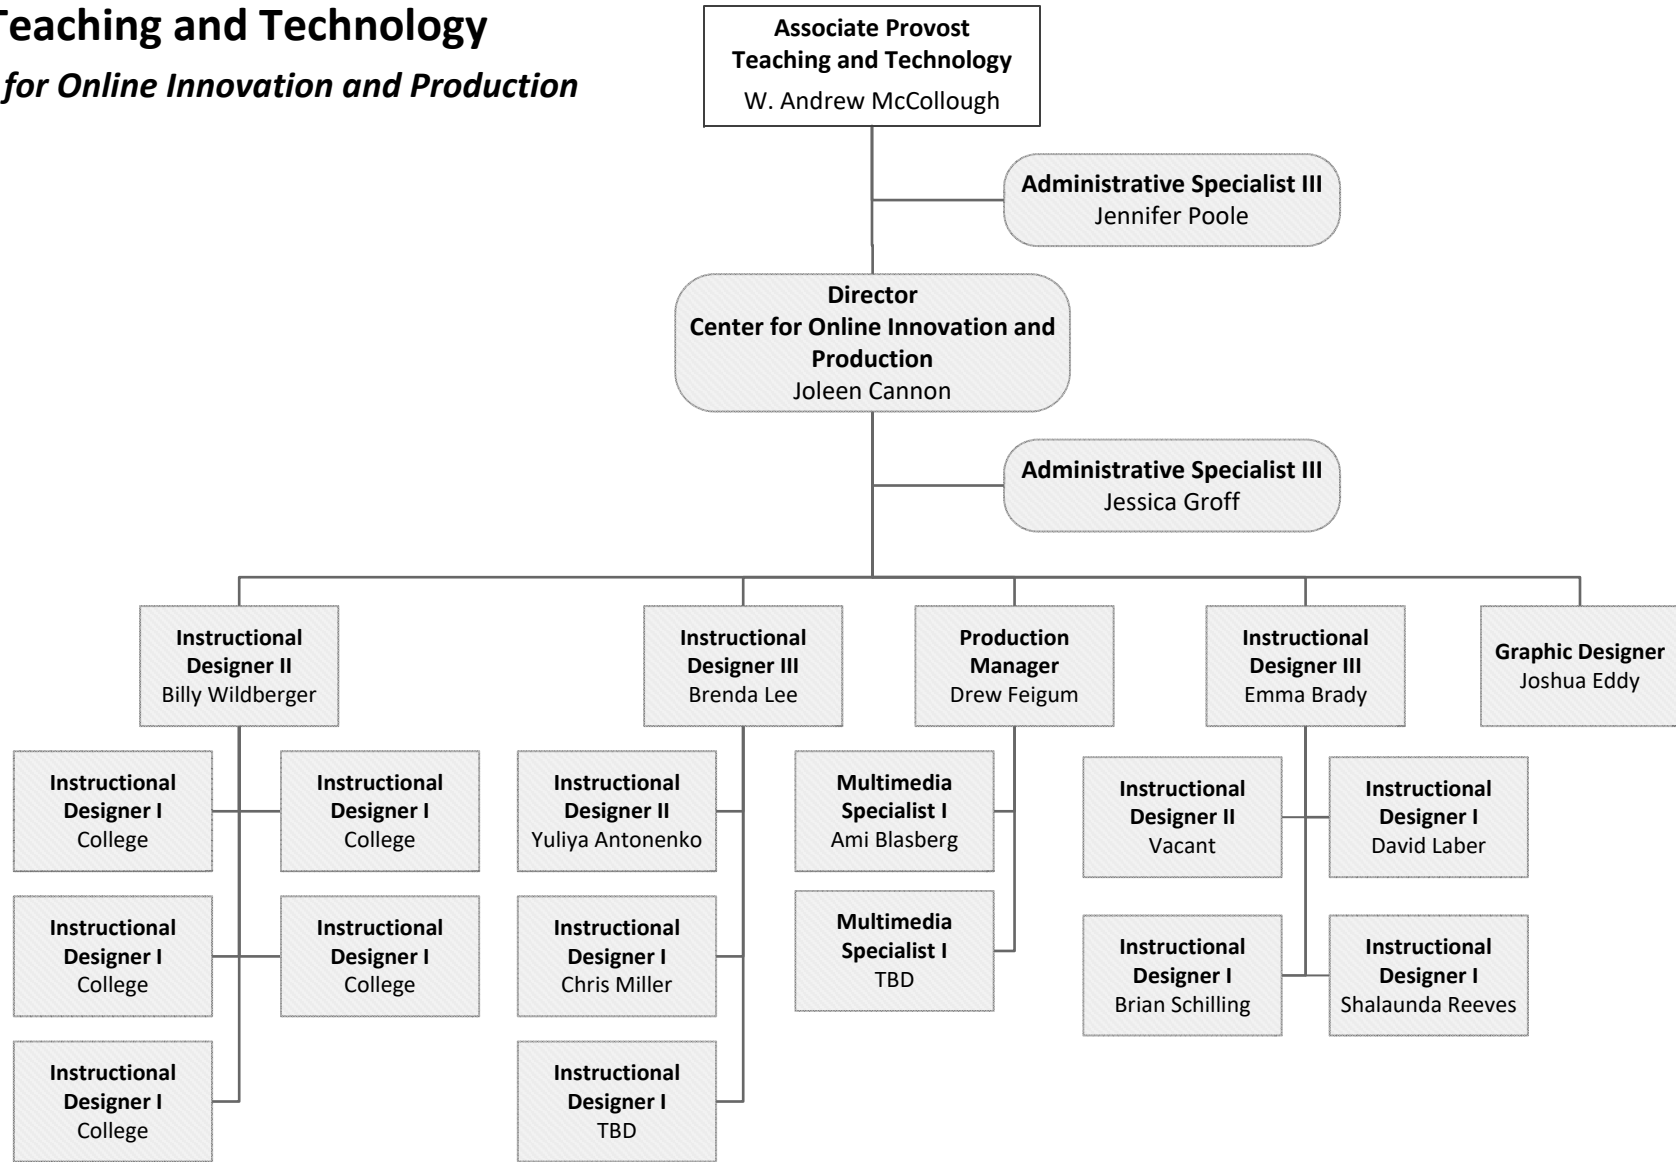 Teaching and Technology
for Online Innovation and Production
Associate Provost
Teaching and Technology
W. Andrew McCollough
Administrative Specialist III
Jennifer Poole
Director
Center for Online Innovation and
Production
Joleen Cannon
Administrative Specialist III
Jessica Groff
Instructional
Designer II
Billy Wildberger
Instructional
Designer III
Brenda Lee
Production
Manager
Drew Feigum
Instructional
Designer III
Emma Brady
Graphic Designer
Joshua Eddy
Instructional
Designer I
College
Instructional
Designer I
College
Instructional
Designer II
Yuliya Antonenko
Multimedia
Specialist I
Ami Blasberg
Instructional
Designer II
Vacant
Instructional
Designer I
David Laber
Instructional
Designer I
College
Instructional
Designer I
College
Instructional
Designer I
Chris Miller
Multimedia
Specialist I
TBD
Instructional
Designer I
Brian Schilling
Instructional
Designer I
Shalaunda Reeves
Instructional
Designer I
College
Instructional
Designer I
TBD